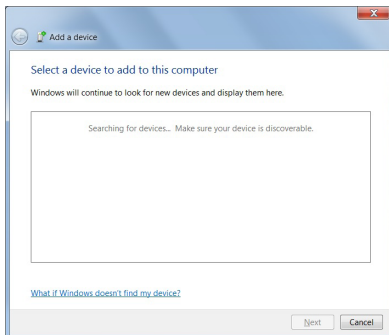 Add a device
Select a device to add to this computer
Windows will continue to look for new devices and display them here.
Searching for devices... Make sure your device is discoverable.
What if Windows doesn't find my device?
Next Cancel